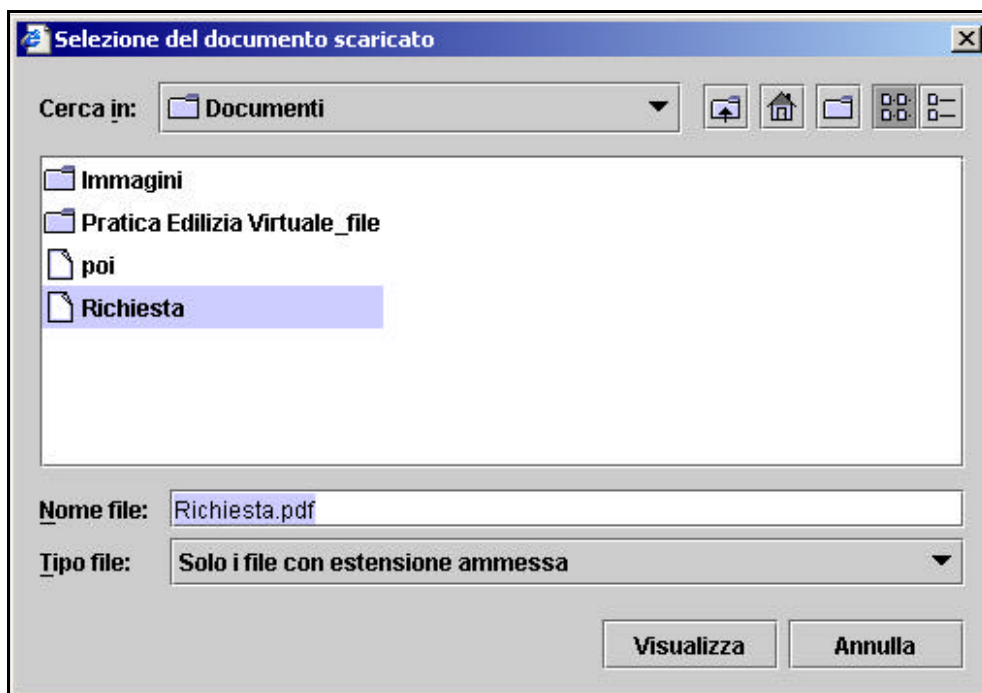 Selezione del documento scaricato
Cerca in: Documenti
Immagini
Pratica Edilizia Virtuale_file
poi
Richiesta
Nome file: Richiesta.pdf
Tipo file: Solo i file con estensione ammessa
Visualizza Annulla